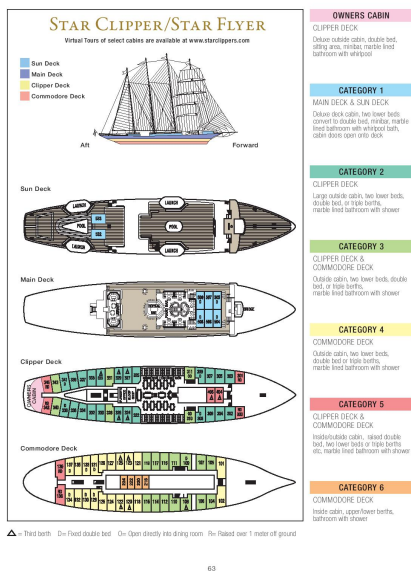 STAR CLIPPER/STAR FLYER
Virtual Tours of select cabins are available at www.starclippers.com
Sun Deck
Main Deck
Clipper Deck
Commodore Deck
Aft
Forward
Sun Deck
LAUNCH
LAUNCH
POOL
POOL
LAUNCH
LAUNCH
Main Deck
BRIDGE
Clipper Deck
OWNERS CABIN
Commodore Deck
= Third berth D= Fixed double bed O= Open directly into dining room R= Raised over 1 meter off ground
OWNERS CABIN
CLIPPER DECK
Deluxe outside cabin, double bed,
sitting area, minibar, marble lined
bathroom with whirlpool
CATEGORY 1
MAIN DECK & SUN DECK
Deluxe deck cabin, two lower beds
convert to double bed, minibar, marble
lined bathroom with whirlpool bath,
cabin doors open onto deck
CATEGORY 2
CLIPPER DECK
Large outside cabin, two lower beds,
double bed, or triple berths,
marble lined bathroom with shower
CATEGORY 3
CLIPPER DECK &
COMMODORE DECK
Outside cabin, two lower beds, double
bed, or triple berths,
marble lined bathroom with shower
CATEGORY 4
COMMODORE DECK
Outside cabin, two lower beds,
double bed or triple berths,
marble lined bathroom with shower
CATEGORY 5
CLIPPER DECK &
COMMODORE DECK
Inside/outside cabin, raised double
bed, two lower beds or triple berths
etc, marble lined bathroom with shower
CATEGORY 6
COMMODORE DECK
Inside cabin, upper/lower berths,
bathroom with shower
63